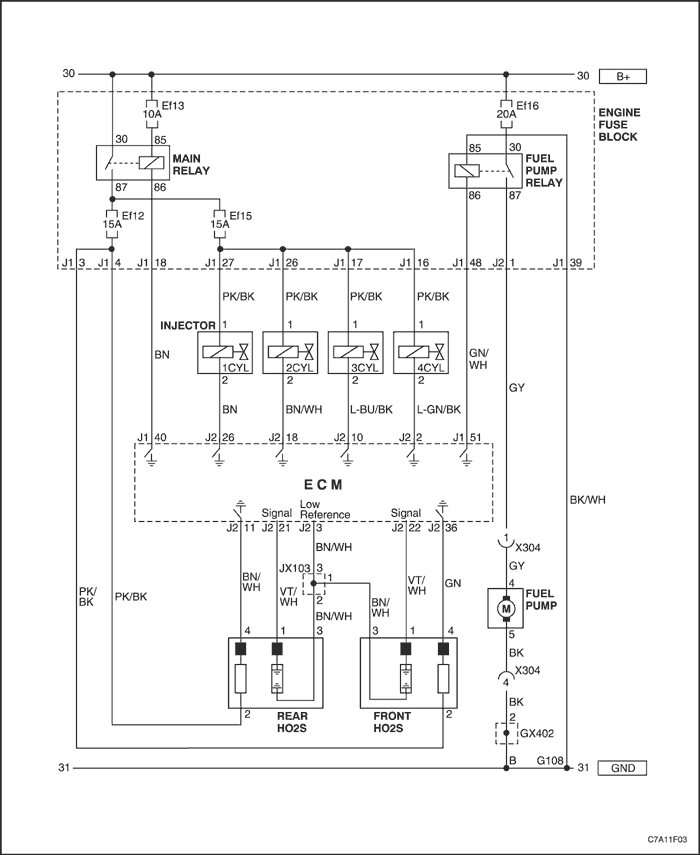 30 30 B+
Ef13 10A Ef16 20A ENGINE FUSE BLOCK
30 85 MAIN RELAY 85 30 FUEL PUMP RELAY
87 86 86 87
Ef12 15A Ef15 15A
J1 3 J1 4 J1 18 J1 27 J1 26 J1 17 J1 16 J1 48 J2 1 J1 39
PK/BK PK/BK PK/BK PK/BK
INJECTOR 1 1 1 1
BN 1CYL 2CYL 3CYL 4CYL GN/WH
2 2 2 2
GY
BN BN/WH L-BU/BK L-GN/BK
J1 40 J2 26 J2 18 J2 10 J2 2 J1 51
ECM
Signal Low Reference Signal
BK/WH
J2 11 J2 21 J2 3 J2 22 J2 36
1 X304
BN/WH
JX103 3 1 2
GY
PK/BK PK/BK BN/WH VT/WH BN/WH BN/WH VT/WH GN
4 FUEL PUMP
M
5
4 1 3 3 1 4
BK
X304
4
BK
2 REAR HO2S FRONT HO2S 2
2 GX402
B G108
31 31 GND
C7A11F03